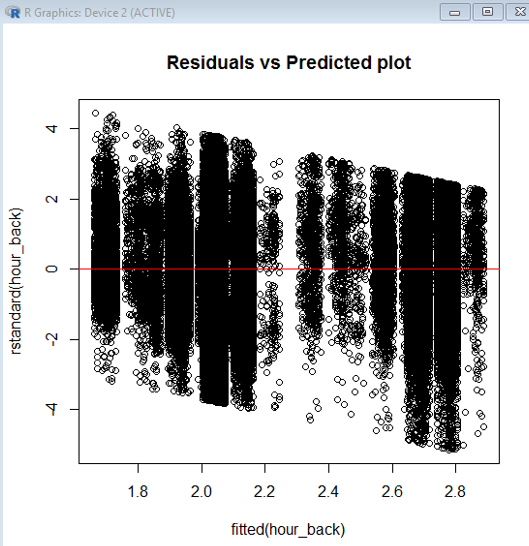 R Graphics: Device 2 (ACTIVE)
Residuals vs Predicted plot
rstandard(hour_back)
4
2
0
-2
-4
1.8 2.0 2.2 2.4 2.6 2.8
fitted(hour_back)